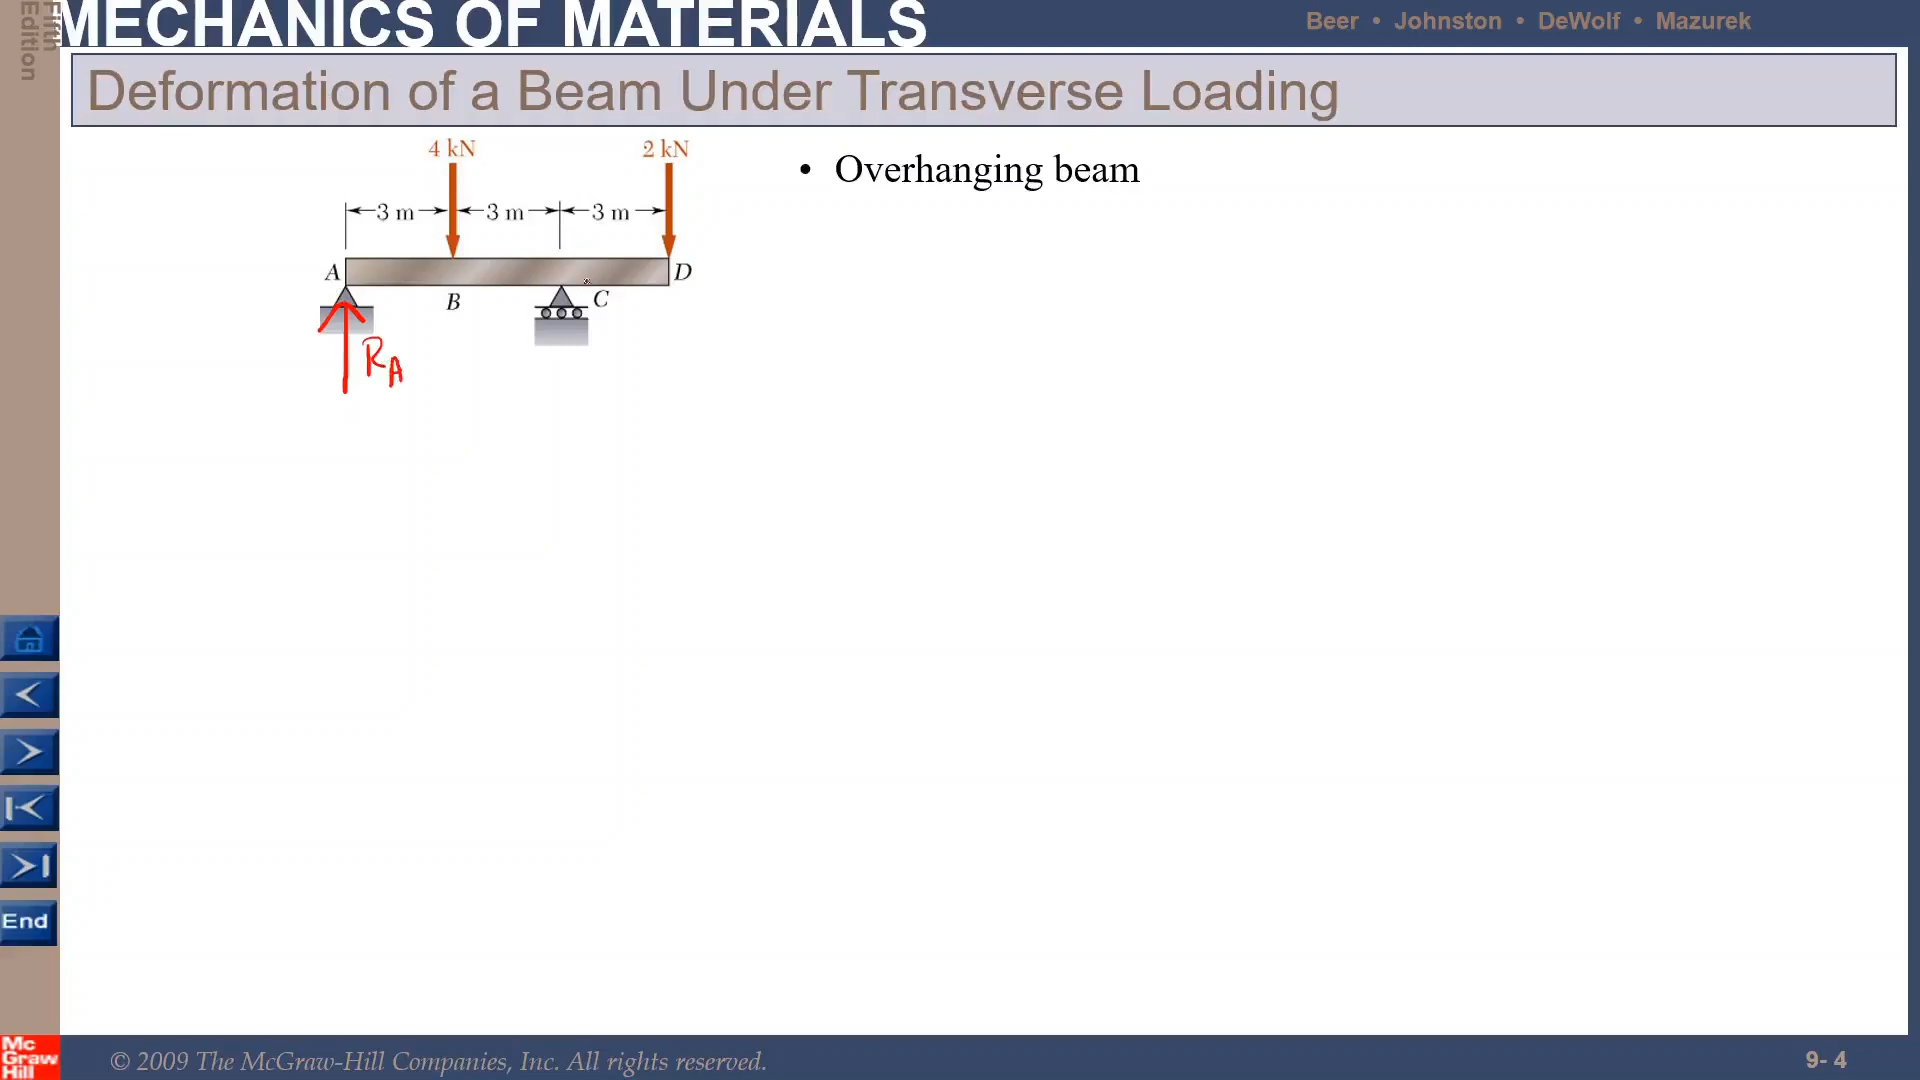 MECHANICS OF MATERIALS
Beer • Johnston • DeWolf • Mazurek
Fifth
Edition
Deformation of a Beam Under Transverse Loading
4 kN
2 kN
• Overhanging beam
3 m
3 m
3 m
A
D
B
C
RA
End
Mc
Graw
Hill
© 2009 The McGraw-Hill Companies, Inc. All rights reserved.
9- 4